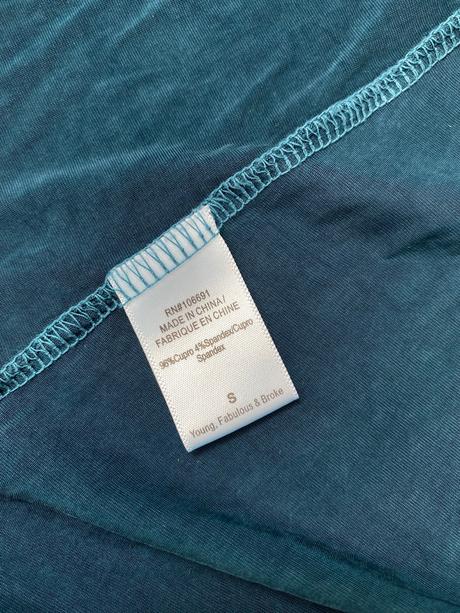 RN#106691
MADE IN CHINA/
FABRIQUE EN CHINE
96%Cupro 4%Spandex/Cupro
Spandex
S
Young, Fabulous & Broke